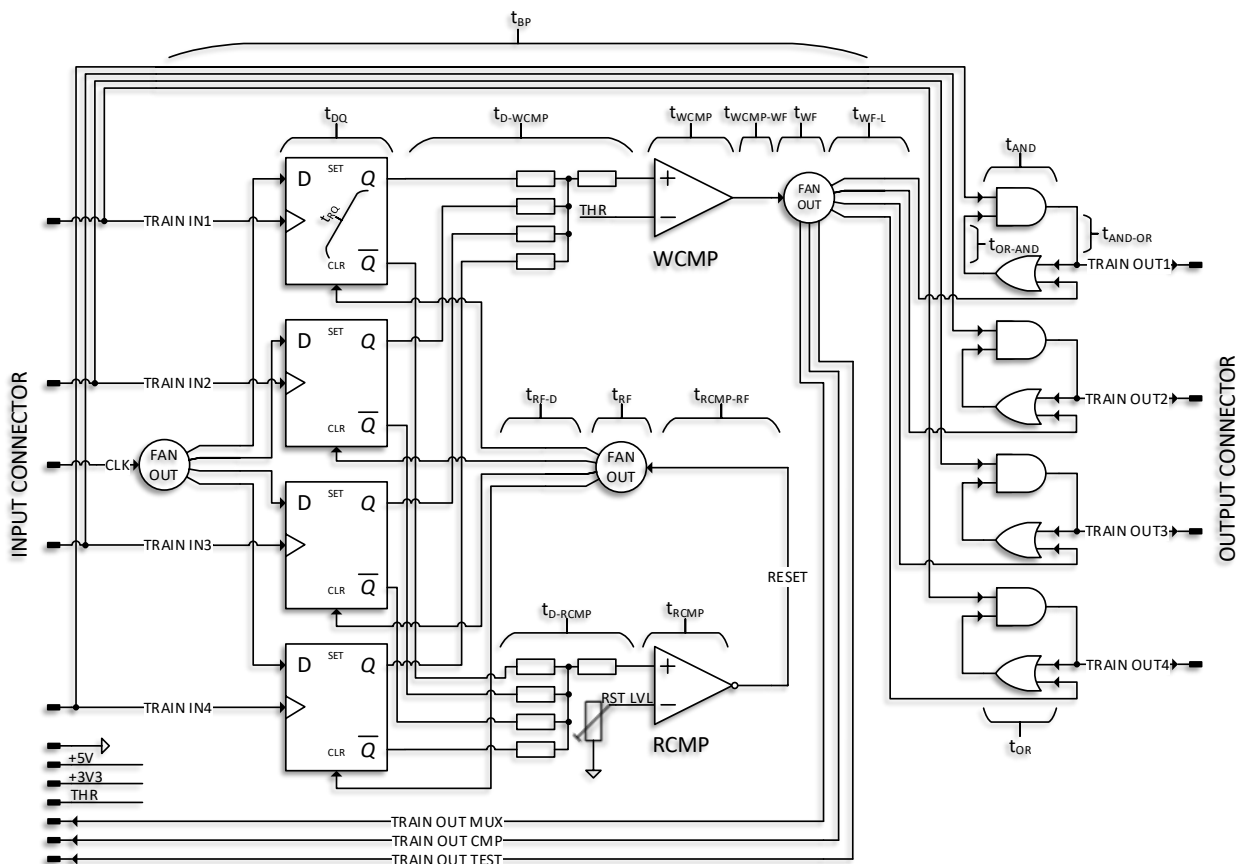 tBP
tDQ
tD-WCMP
tWCMP
tWCMP-WF
tWF
tWF-L
tAND
D SET Q
tRQ
CLR Q
TRAIN IN1
THR
WCMP
FAN OUT
tOR-AND
tAND-OR
TRAIN OUT1
D SET Q
CLR Q
TRAIN IN2
TRAIN OUT2
INPUT CONNECTOR
CLK
FAN OUT
tRF-D
tRF
tRCMP-RF
FAN OUT
OUTPUT CONNECTOR
D SET Q
CLR Q
TRAIN IN3
TRAIN OUT3
RESET
tD-RCMP
tRCMP
D SET Q
CLR Q
TRAIN IN4
RST LVL
RCMP
TRAIN OUT4
tOR
+5V
+3V3
THR
TRAIN OUT MUX
TRAIN OUT CMP
TRAIN OUT TEST